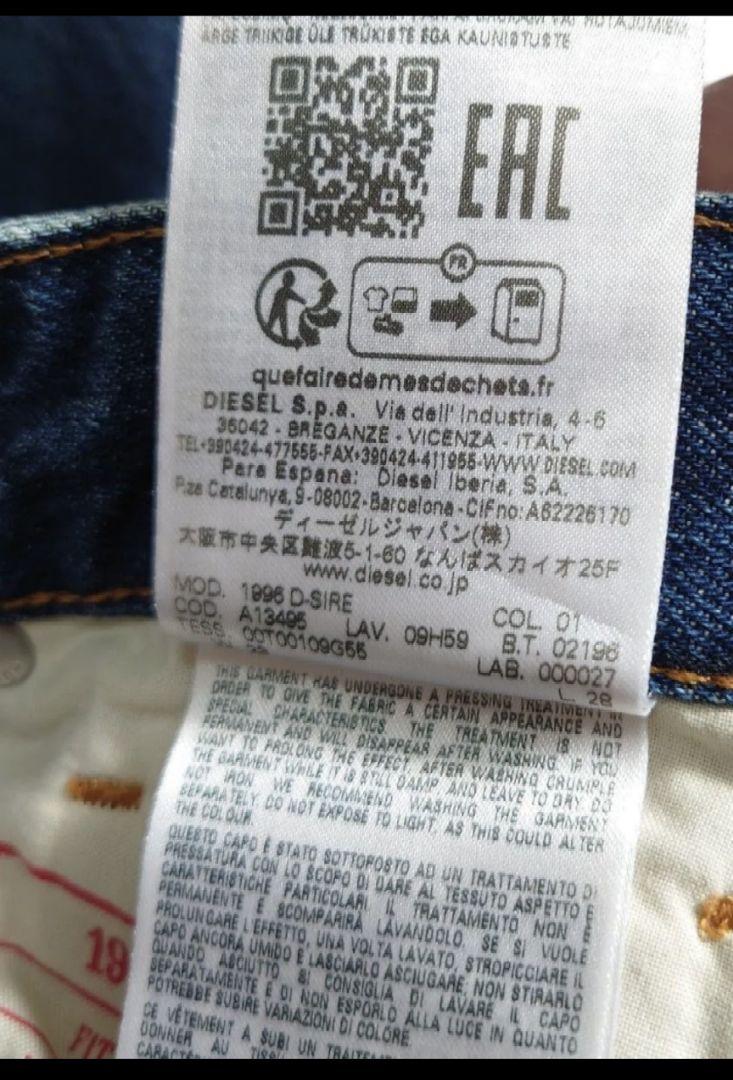 ARGE TRIIKIGE ÜLE TRÜKISTE EGA KAUNISTUSTE
EAC
FR
quefairedemesdechets.fr
DIESEL S.p.a. Via dell' Industria, 4-6
36042 - BREGANZE - VICENZA - ITALY
TEL+390424-477555-FAX+390424-411955-WWW.DIESEL.COM
Para Espana: Diesel Iberia, S.A.
P.za Catalunya, 9-08002-Barcelona-CIFno: A62226170
ディーゼルジャパン(株)
大阪市中央区難波5-1-60 なんばスカイオ25F
www.diesel.co.jp
MOD. 1996 D-SIRE COL. 01
COD. A13495 LAV. 09H59 B.T. 02196
TESS. 00T00109G55 LAB. 000027
L. 28
THIS GARMENT HAS UNDERGONE A PRESSING TREATMENT IN
ORDER TO GIVE THE FABRIC A CERTAIN APPEARANCE AND
SPECIAL CHARACTERISTICS. THE TREATMENT IS NOT
PERMANENT AND WILL DISAPPEAR AFTER WASHING. IF YOU
WANT TO PROLONG THE EFFECT, AFTER WASHING CRUMPLE
THE GARMENT WHILE IT IS STILL DAMP AND LEAVE TO DRY. DO
NOT IRON. WE RECOMMEND WASHING THE GARMENT
SEPARATELY. DO NOT EXPOSE TO LIGHT, AS THIS COULD ALTER
THE COLOUR.
QUESTO CAPO È STATO SOTTOPOSTO AD UN TRATTAMENTO DI
PRESSATURA CON LO SCOPO DI DARE AL TESSUTO ASPETTO E
CARATTERISTICHE PARTICOLARI. IL TRATTAMENTO NON È
PERMANENTE E SCOMPARIRÀ LAVANDOLO. SE SI VUOLE
PROLUNGARE L'EFFETTO, UNA VOLTA LAVATO, STROPICCIARE IL
CAPO ANCORA UMIDO E LASCIARLO ASCIUGARE, NON STIRARLO
QUANDO ASCIUTTO. SI CONSIGLIA DI LAVARE IL CAPO
SEPARATAMENTE E DI NON ESPORLO ALLA LUCE IN QUANTO
POTREBBE SUBIRE VARIAZIONI DI COLORE.
CE VÊTEMENT A SUBI UN TRAITEMENT
DONNER AU TISSU
19
FIT